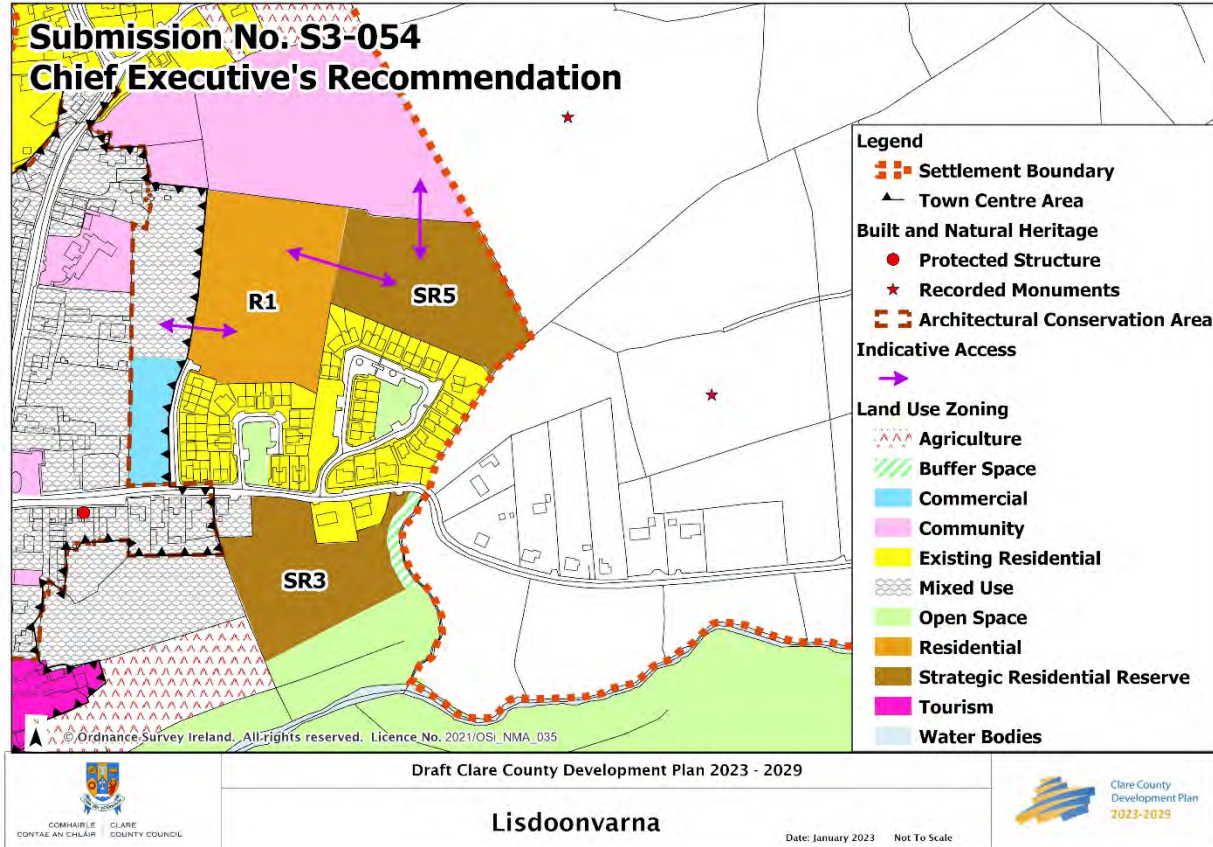 Submission No. S3-054
Chief Executive's Recommendation
R1
SR5
SR3
Legend
Settlement Boundary
Town Centre Area
Built and Natural Heritage
Protected Structure
Recorded Monuments
Architectural Conservation Area
Indicative Access
Land Use Zoning
Agriculture
Buffer Space
Commercial
Community
Existing Residential
Mixed Use
Open Space
Residential
Strategic Residential Reserve
Tourism
Water Bodies
N
© Ordnance Survey Ireland. All rights reserved. Licence No. 2021/OSi_NMA_035
COMHAIRLE CONTAE AN CHLÁIR
CLARE COUNTY COUNCIL
Draft Clare County Development Plan 2023 - 2029
Lisdoonvarna
Date: January 2023 Not To Scale
Clare County
Development Plan
2023-2029